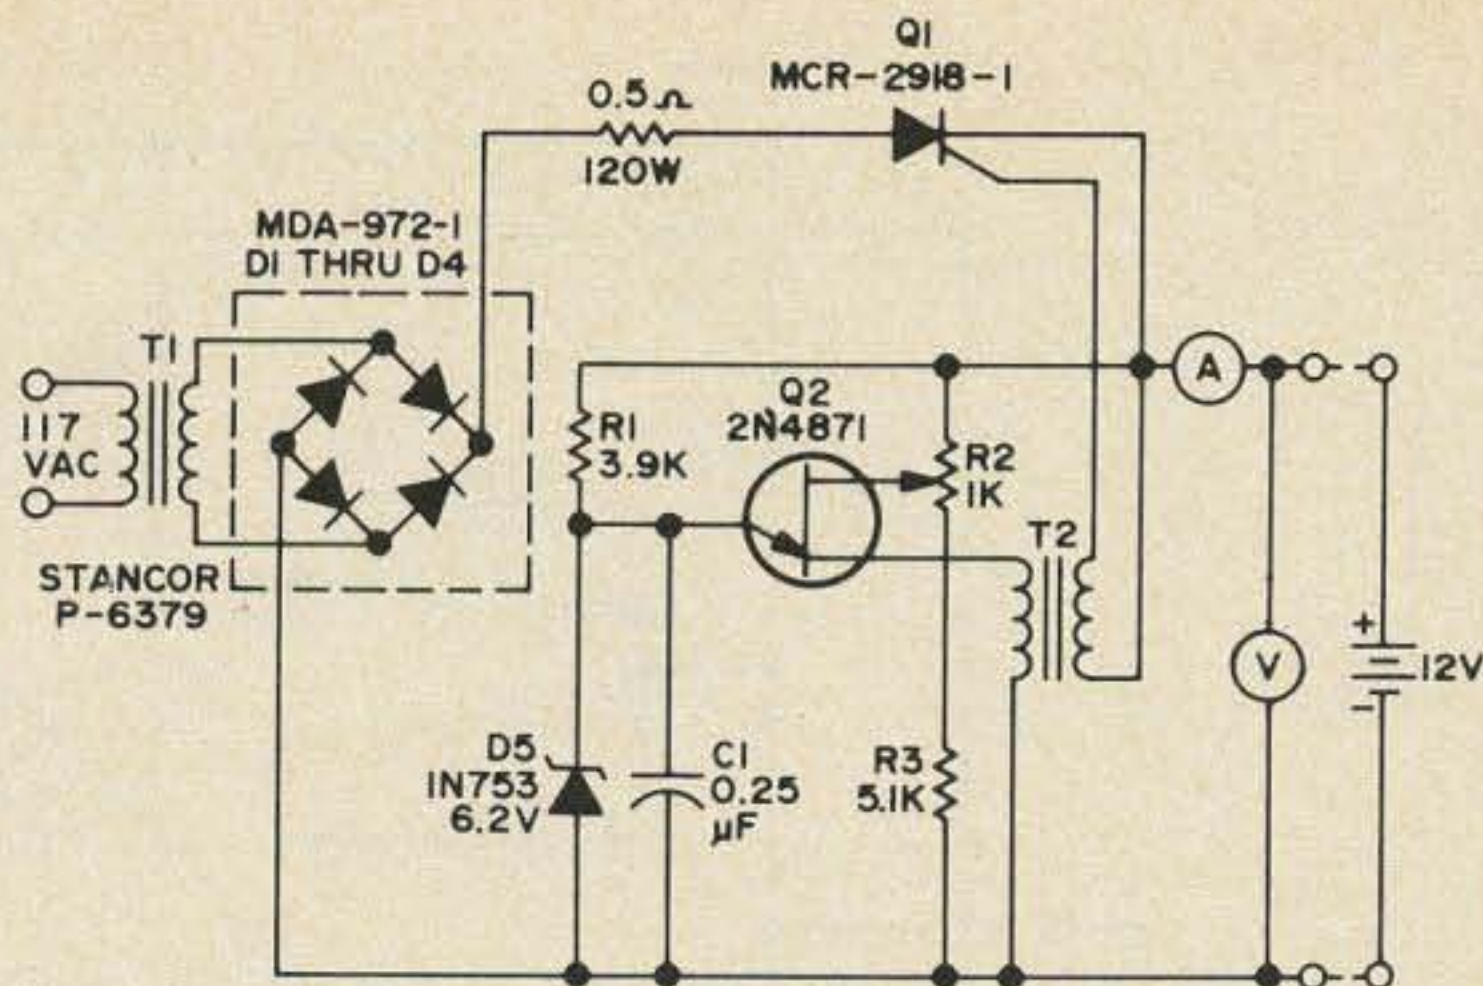 Q1
MCR-2918-1
0.5Ω
120W
MDA-972-1
D1 THRU D4
T1
117
VAC
STANCOR
P-6379
R1
3.9K
Q2
2N4871
R2
1K
T2
A
V
+
12V
-
D5
1N753
6.2V
C1
0.25
µF
R3
5.1K